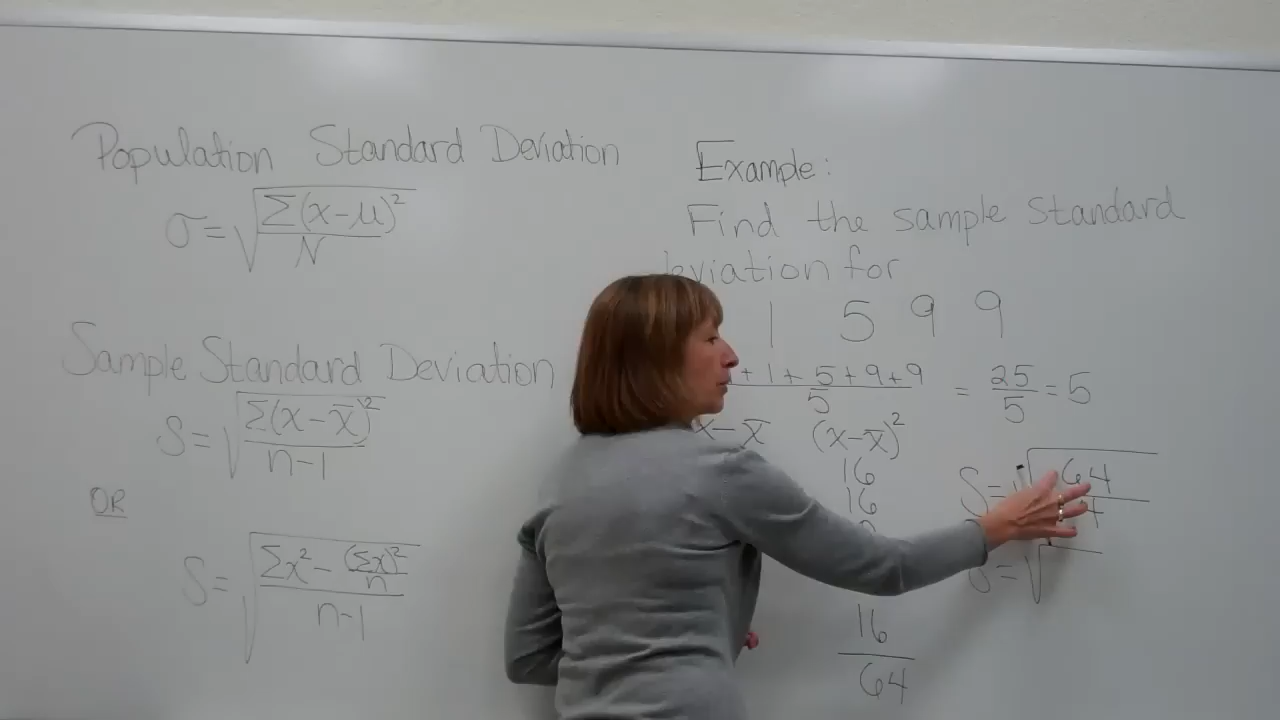 Population Standard Deviation
σ = √(Σ(x-μ)² / N)
Sample Standard Deviation
S = √(Σ(x-x̄)² / n-1)
OR
S = √((Σx² - (Σx)²/n) / n-1)
Example:
Find the sample standard
deviation for
1 5 9 9
+ 1 + 5 + 9 + 9 / 5 = 25/5 = 5
x-x̄ (x-x̄)²
16
16
16
64
S = √(64/4)
S = √